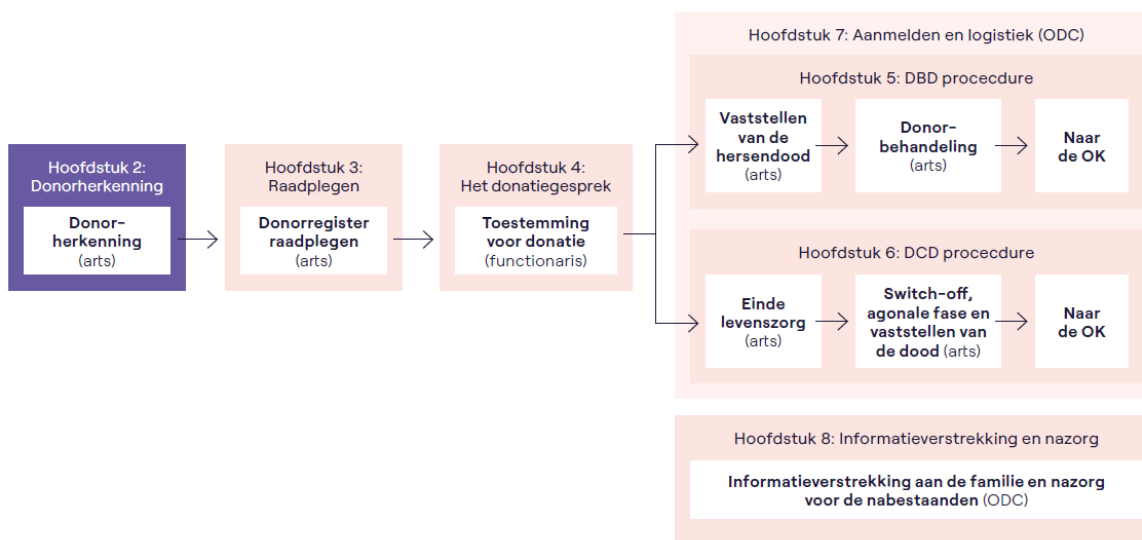 Hoofdstuk 2:
Donorherkenning
Donor-
herkenning
(arts)
Hoofdstuk 3:
Raadplegen
Donorregister
raadplegen
(arts)
Hoofdstuk 4:
Het donatiegesprek
Toestemming
voor donatie
(functionaris)
Hoofdstuk 7: Aanmelden en logistiek (ODC)
Hoofdstuk 5: DBD procecdure
Vaststellen
van de
hersendood
(arts)
Donor-
behandeling
(arts)
Naar
de OK
Hoofdstuk 6: DCD procecdure
Einde
levenszorg
(arts)
Switch-off,
agonale fase en
vaststellen van
de dood (arts)
Naar
de OK
Hoofdstuk 8: Informatieverstrekking en nazorg
Informatieverstrekking aan de familie en nazorg
voor de nabestaanden (ODC)